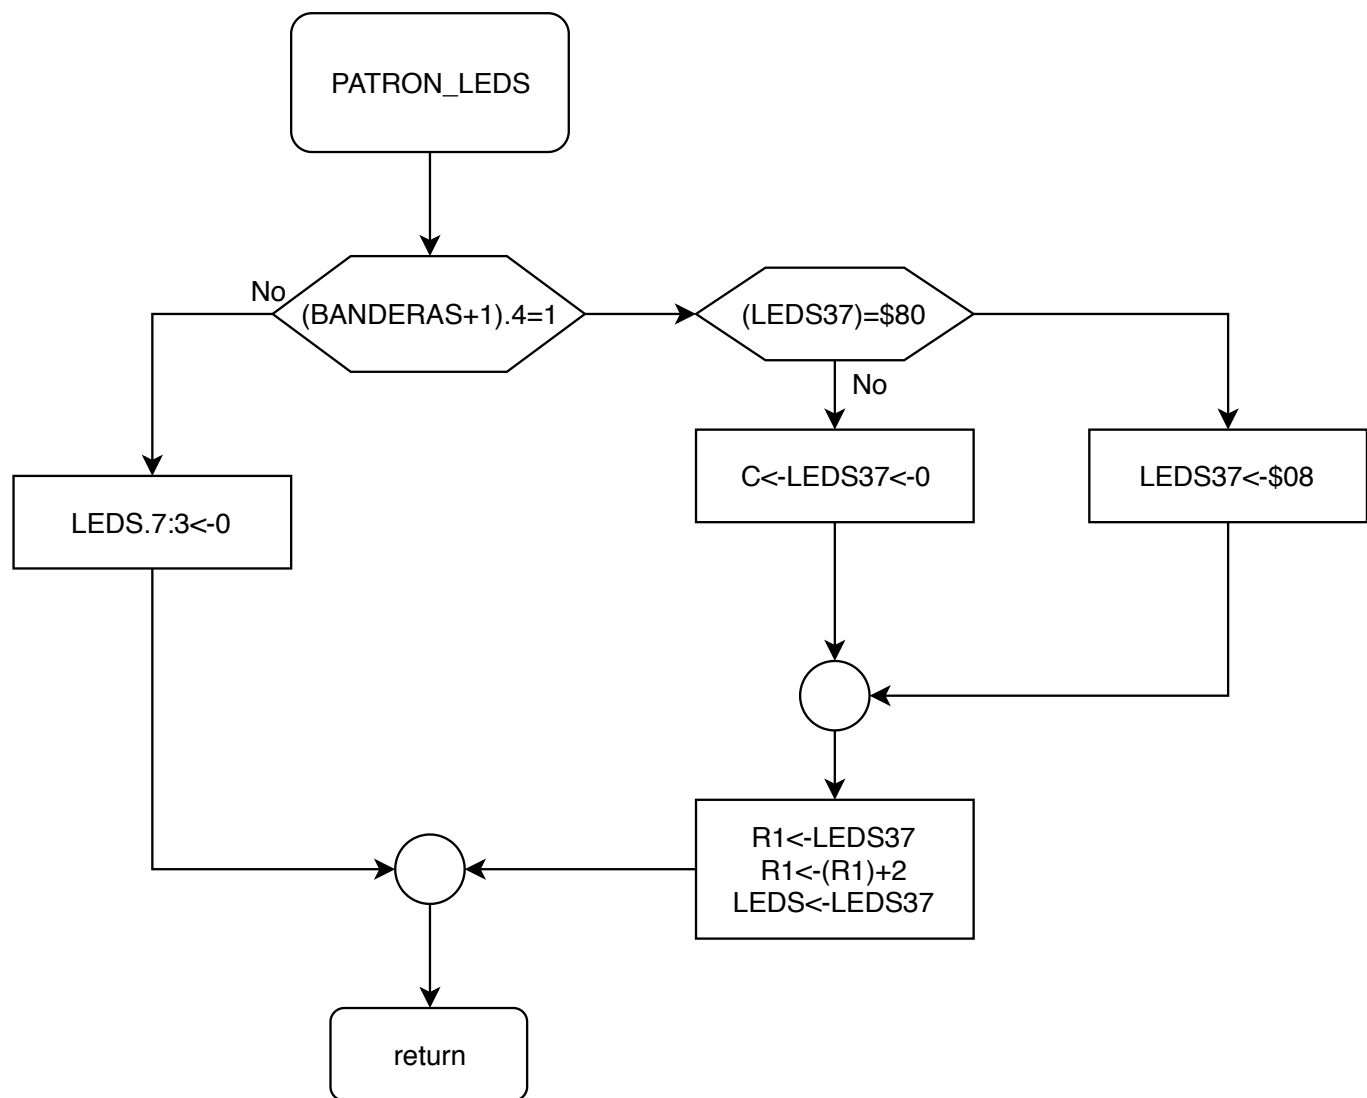 PATRON_LEDS
No
(BANDERAS+1).4=1
(LEDS37)=$80
No
C<-LEDS37<-0
LEDS37<-$08
LEDS.7:3<-0
R1<-LEDS37
R1<-(R1)+2
LEDS<-LEDS37
return